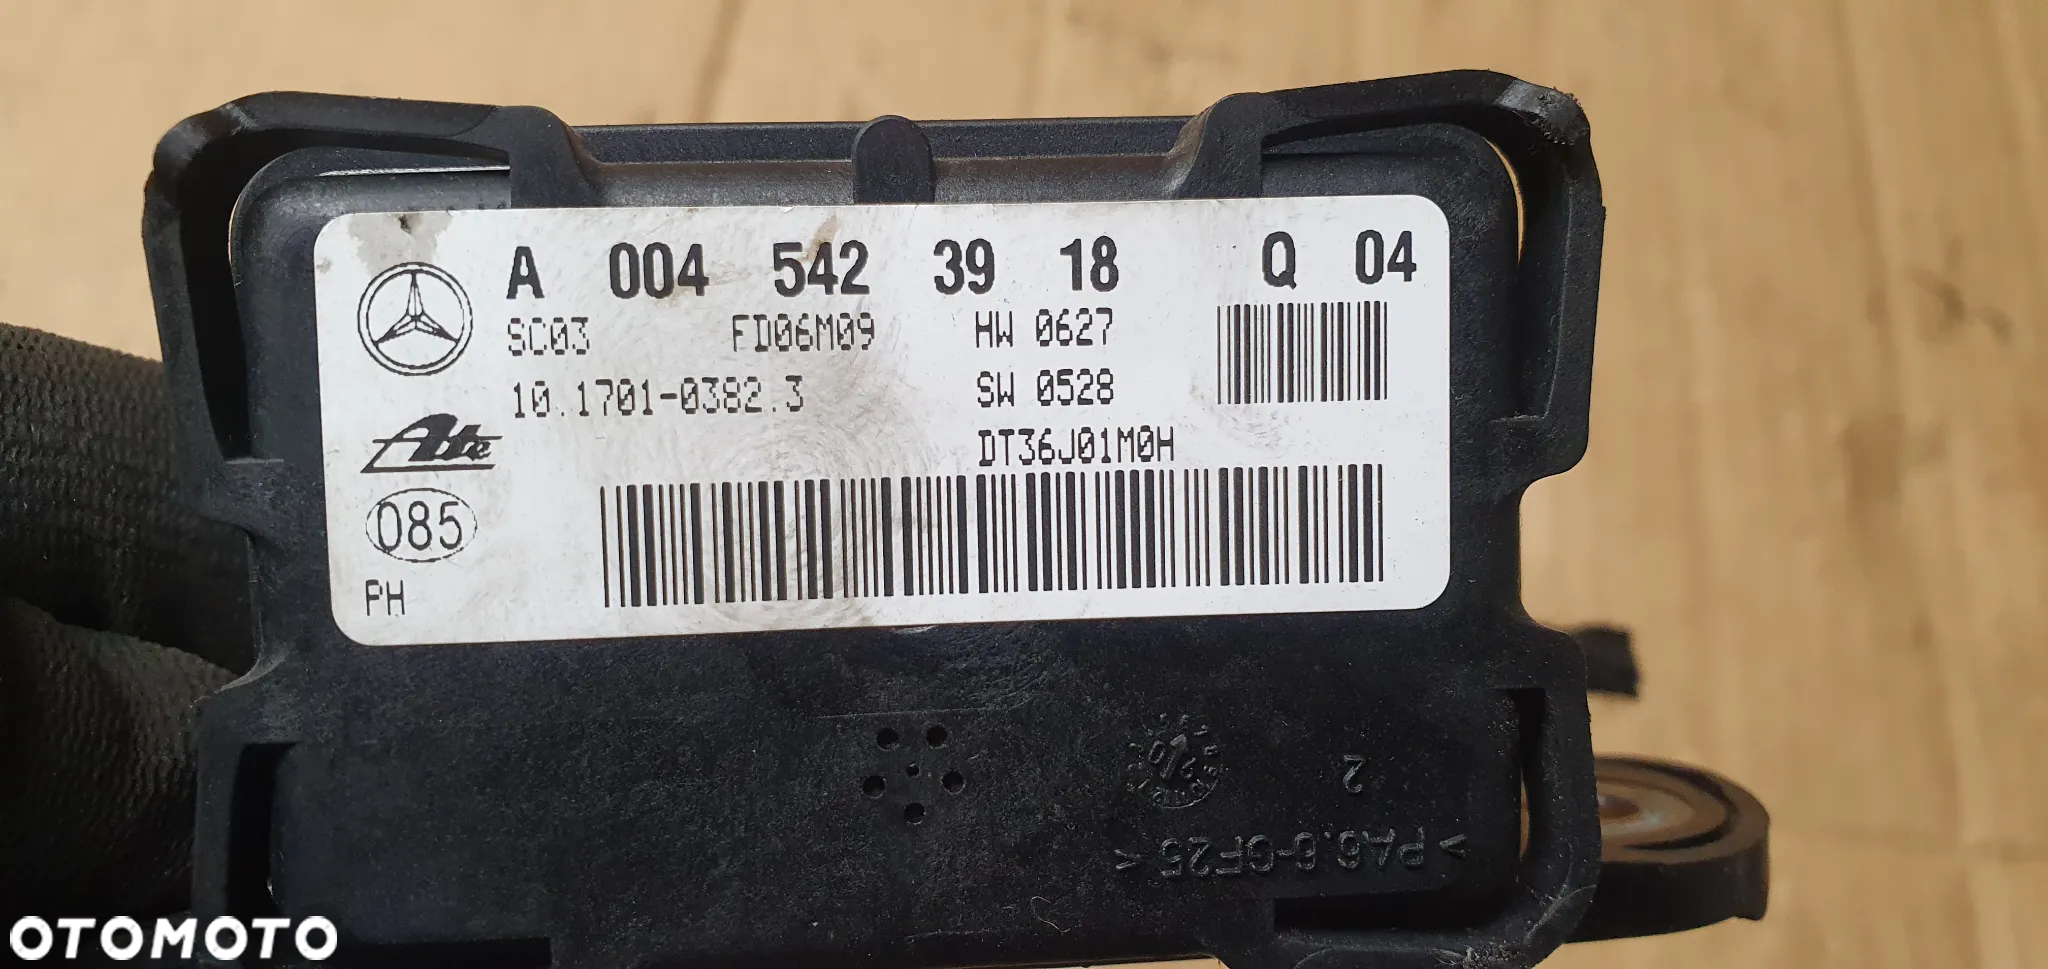 A 004 542 39 18 Q 04
SC03 FD06M09 HW 0627
10.1701-0382.3 SW 0528
DT36J01M0H
Ate
085
PH
2
>PA6.6-GF25<
OTOMOTO